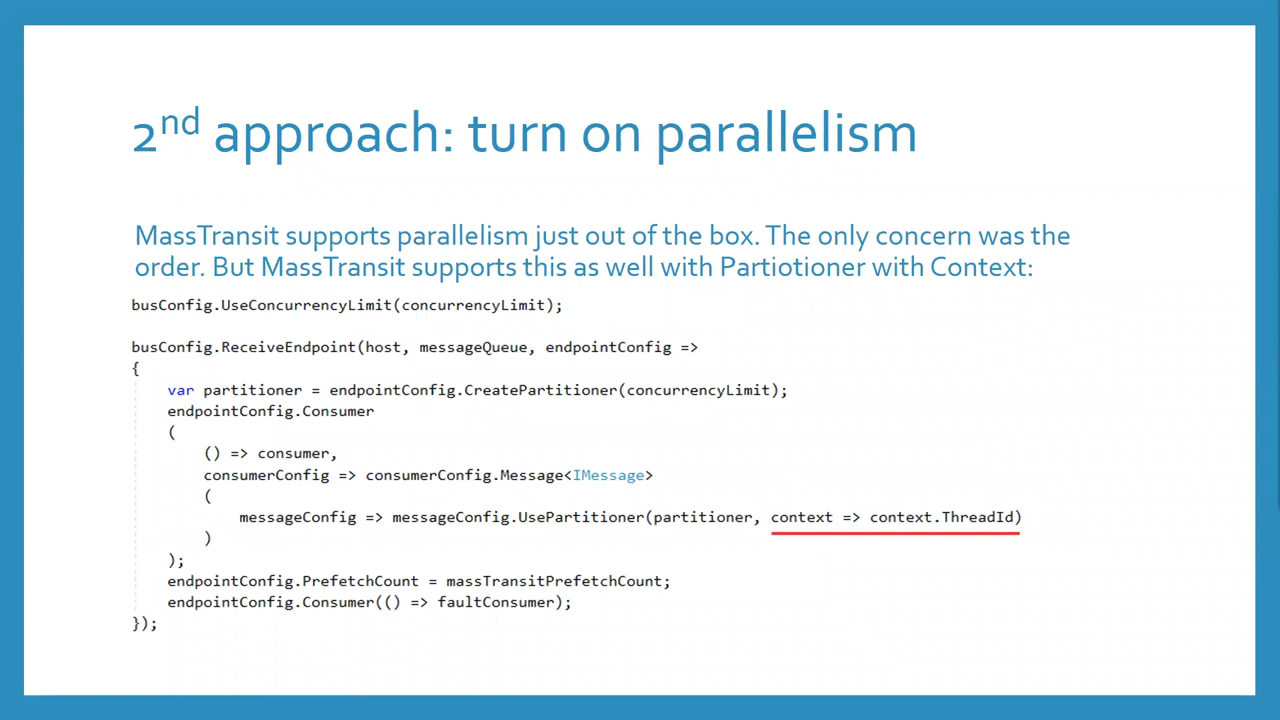 2nd approach: turn on parallelism
MassTransit supports parallelism just out of the box. The only concern was the
order. But MassTransit supports this as well with Partiotioner with Context:
busConfig.UseConcurrencyLimit(concurrencyLimit);
busConfig.ReceiveEndpoint(host, messageQueue, endpointConfig =>
{
var partitioner = endpointConfig.CreatePartitioner(concurrencyLimit);
endpointConfig.Consumer
(
() => consumer,
consumerConfig => consumerConfig.Message<IMessage>
(
messageConfig => messageConfig.UsePartitioner(partitioner, context => context.ThreadId)
)
);
endpointConfig.PrefetchCount = massTransitPrefetchCount;
endpointConfig.Consumer(() => faultConsumer);
});